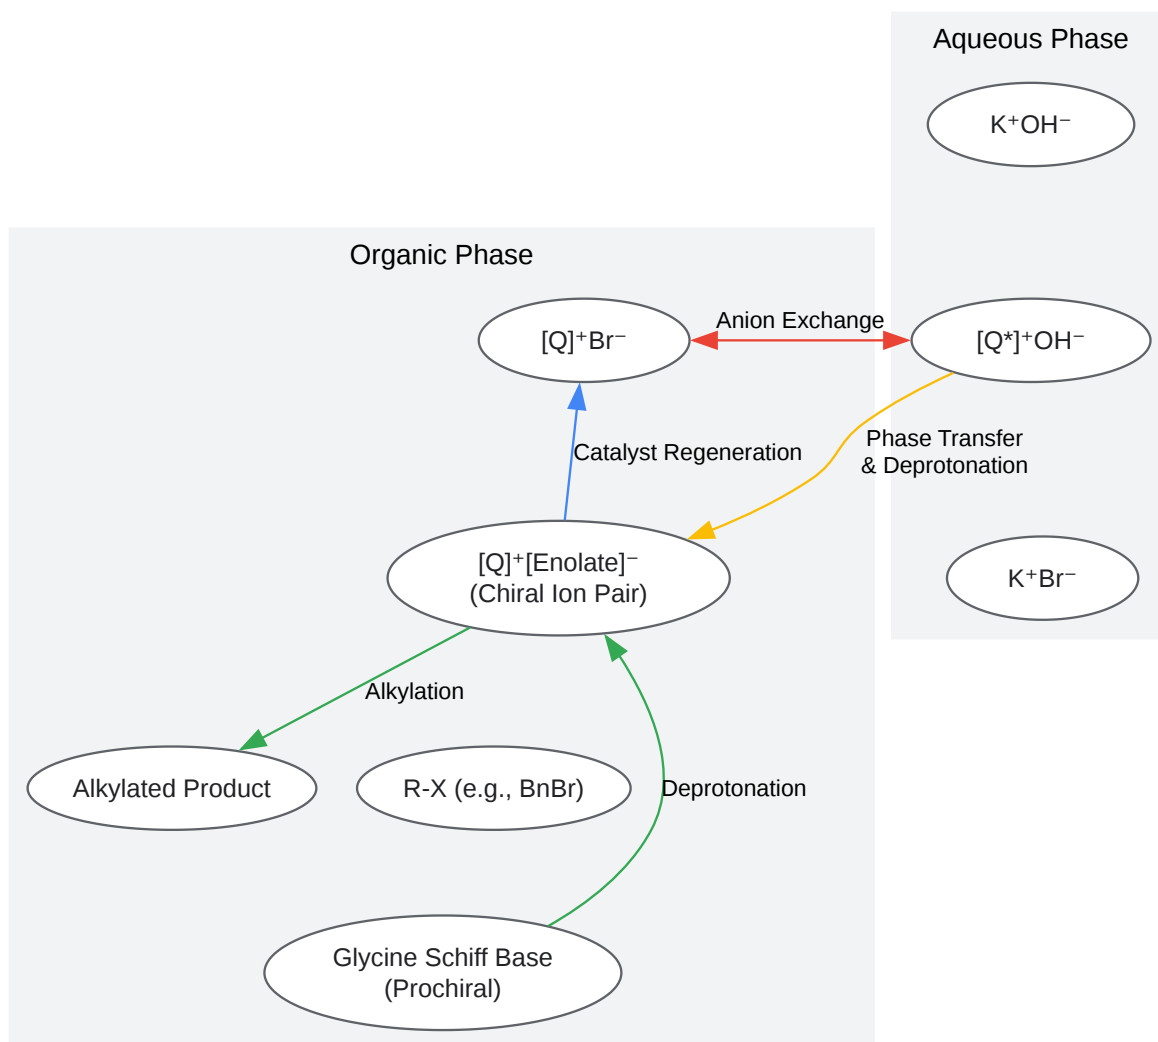 Aqueous Phase
K⁺OH⁻
Organic Phase
[Q]⁺Br⁻
Anion Exchange
[Q*]⁺OH⁻
Catalyst Regeneration
Phase Transfer
& Deprotonation
[Q]⁺[Enolate]⁻
(Chiral Ion Pair)
K⁺Br⁻
Alkylation
Alkylated Product
R-X (e.g., BnBr)
Deprotonation
Glycine Schiff Base
(Prochiral)